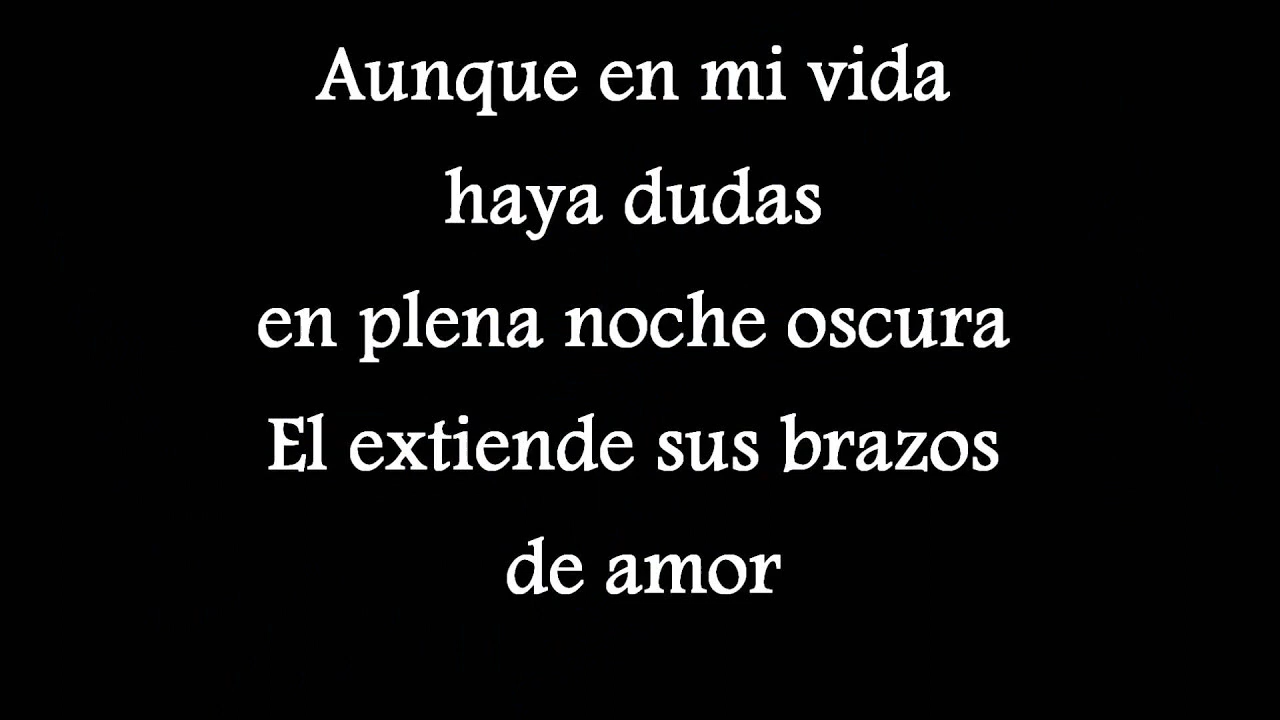 Aunque en mi vida
haya dudas
en plena noche oscura
El extiende sus brazos
de amor